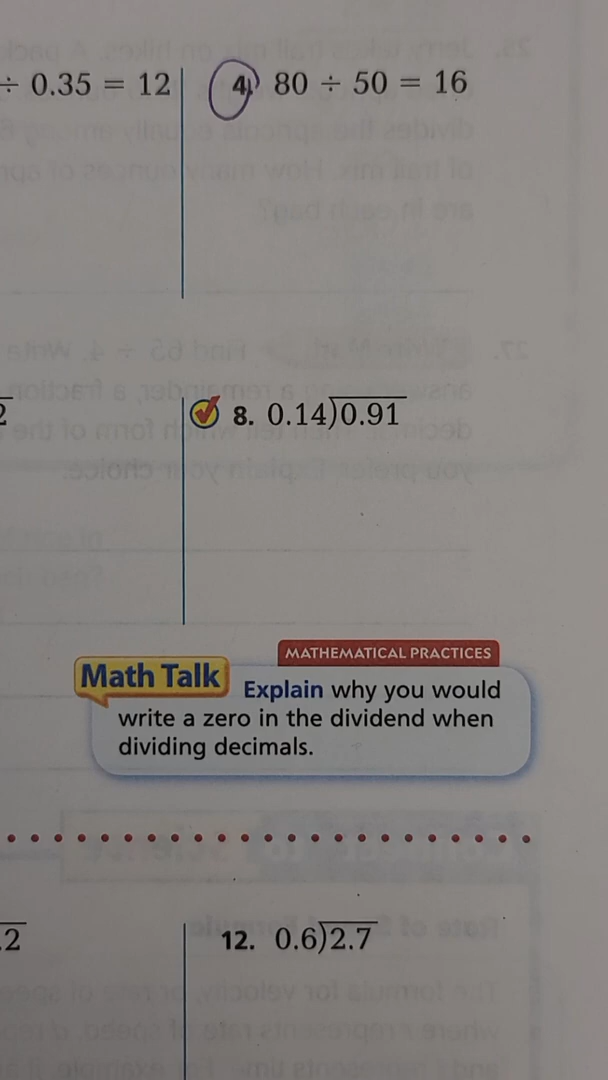 ÷ 0.35 = 12
4. 80 ÷ 50 = 16
8. 0.14)0.91
MATHEMATICAL PRACTICES
Math Talk
Explain why you would
write a zero in the dividend when
dividing decimals.
.2
12. 0.6)2.7